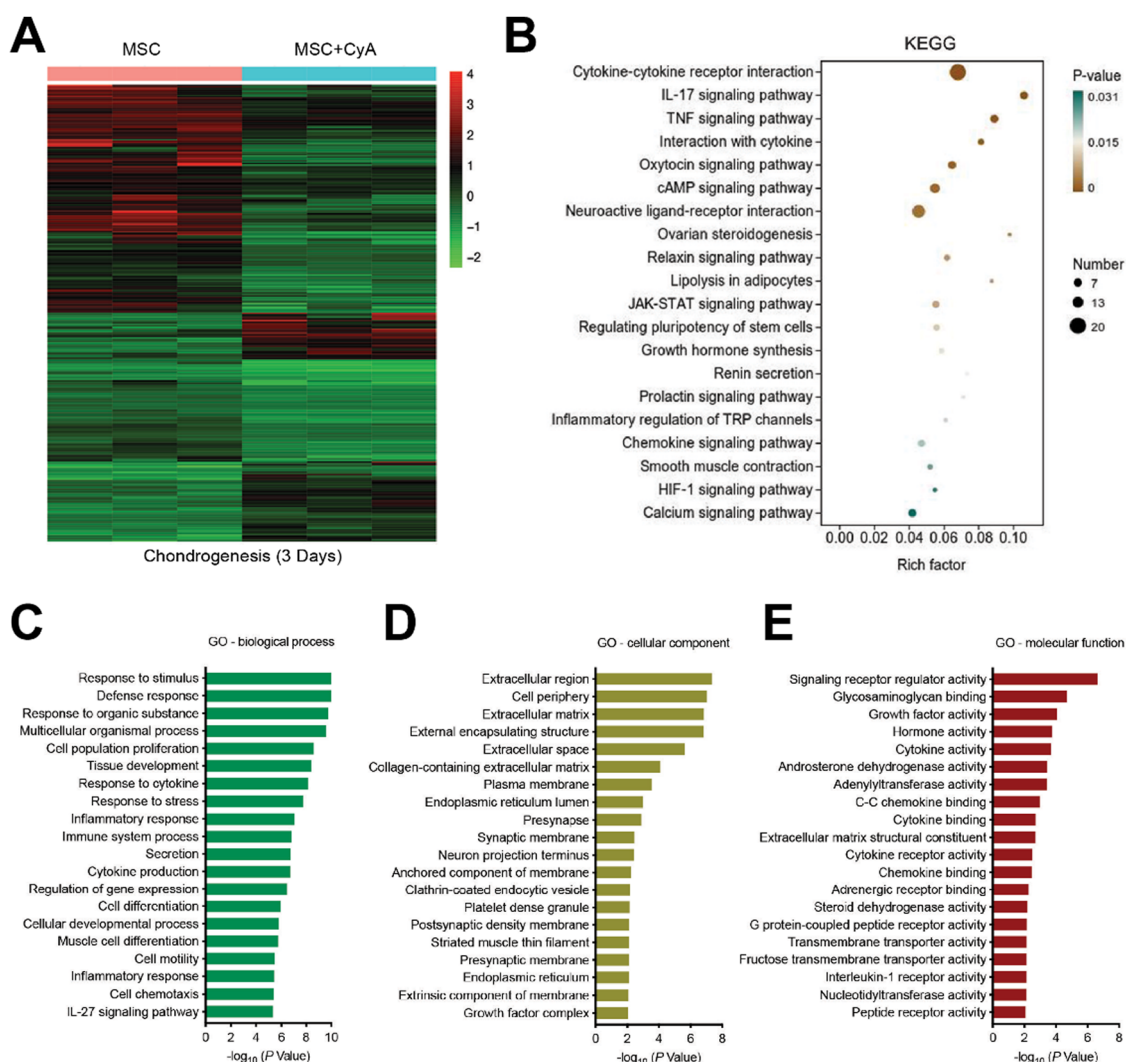 A
MSC
MSC+CyA
4
3
2
1
0
−1
−2
Chondrogenesis (3 Days)
B
KEGG
Cytokine-cytokine receptor interaction
IL-17 signaling pathway
TNF signaling pathway
Interaction with cytokine
Oxytocin signaling pathway
cAMP signaling pathway
Neuroactive ligand-receptor interaction
Ovarian steroidogenesis
Relaxin signaling pathway
Lipolysis in adipocytes
JAK-STAT signaling pathway
Regulating pluripotency of stem cells
Growth hormone synthesis
Renin secretion
Prolactin signaling pathway
Inflammatory regulation of TRP channels
Chemokine signaling pathway
Smooth muscle contraction
HIF-1 signaling pathway
Calcium signaling pathway
0.00 0.02 0.04 0.06 0.08 0.10
Rich factor
P-value
0.031
0.015
0
Number
7
13
20
C
GO - biological process
Response to stimulus
Defense response
Response to organic substance
Multicellular organismal process
Cell population proliferation
Tissue development
Response to cytokine
Response to stress
Inflammatory response
Immune system process
Secretion
Cytokine production
Regulation of gene expression
Cell differentiation
Cellular developmental process
Muscle cell differentiation
Cell motility
Inflammatory response
Cell chemotaxis
IL-27 signaling pathway
0 2 4 6 8 10
-log10 (P Value)
D
GO - cellular component
Extracellular region
Cell periphery
Extracellular matrix
External encapsulating structure
Extracellular space
Collagen-containing extracellular matrix
Plasma membrane
Endoplasmic reticulum lumen
Presynapse
Synaptic membrane
Neuron projection terminus
Anchored component of membrane
Clathrin-coated endocytic vesicle
Platelet dense granule
Postsynaptic density membrane
Striated muscle thin filament
Presynaptic membrane
Endoplasmic reticulum
Extrinsic component of membrane
Growth factor complex
0 2 4 6 8
-log10 (P Value)
E
GO - molecular function
Signaling receptor regulator activity
Glycosaminoglycan binding
Growth factor activity
Hormone activity
Cytokine activity
Androsterone dehydrogenase activity
Adenylyltransferase activity
C-C chemokine binding
Cytokine binding
Extracellular matrix structural constituent
Cytokine receptor activity
Chemokine binding
Adrenergic receptor binding
Steroid dehydrogenase activity
G protein-coupled peptide receptor activity
Transmembrane transporter activity
Fructose transmembrane transporter activity
Interleukin-1 receptor activity
Nucleotidyltransferase activity
Peptide receptor activity
0 2 4 6 8
-log10 (P Value)